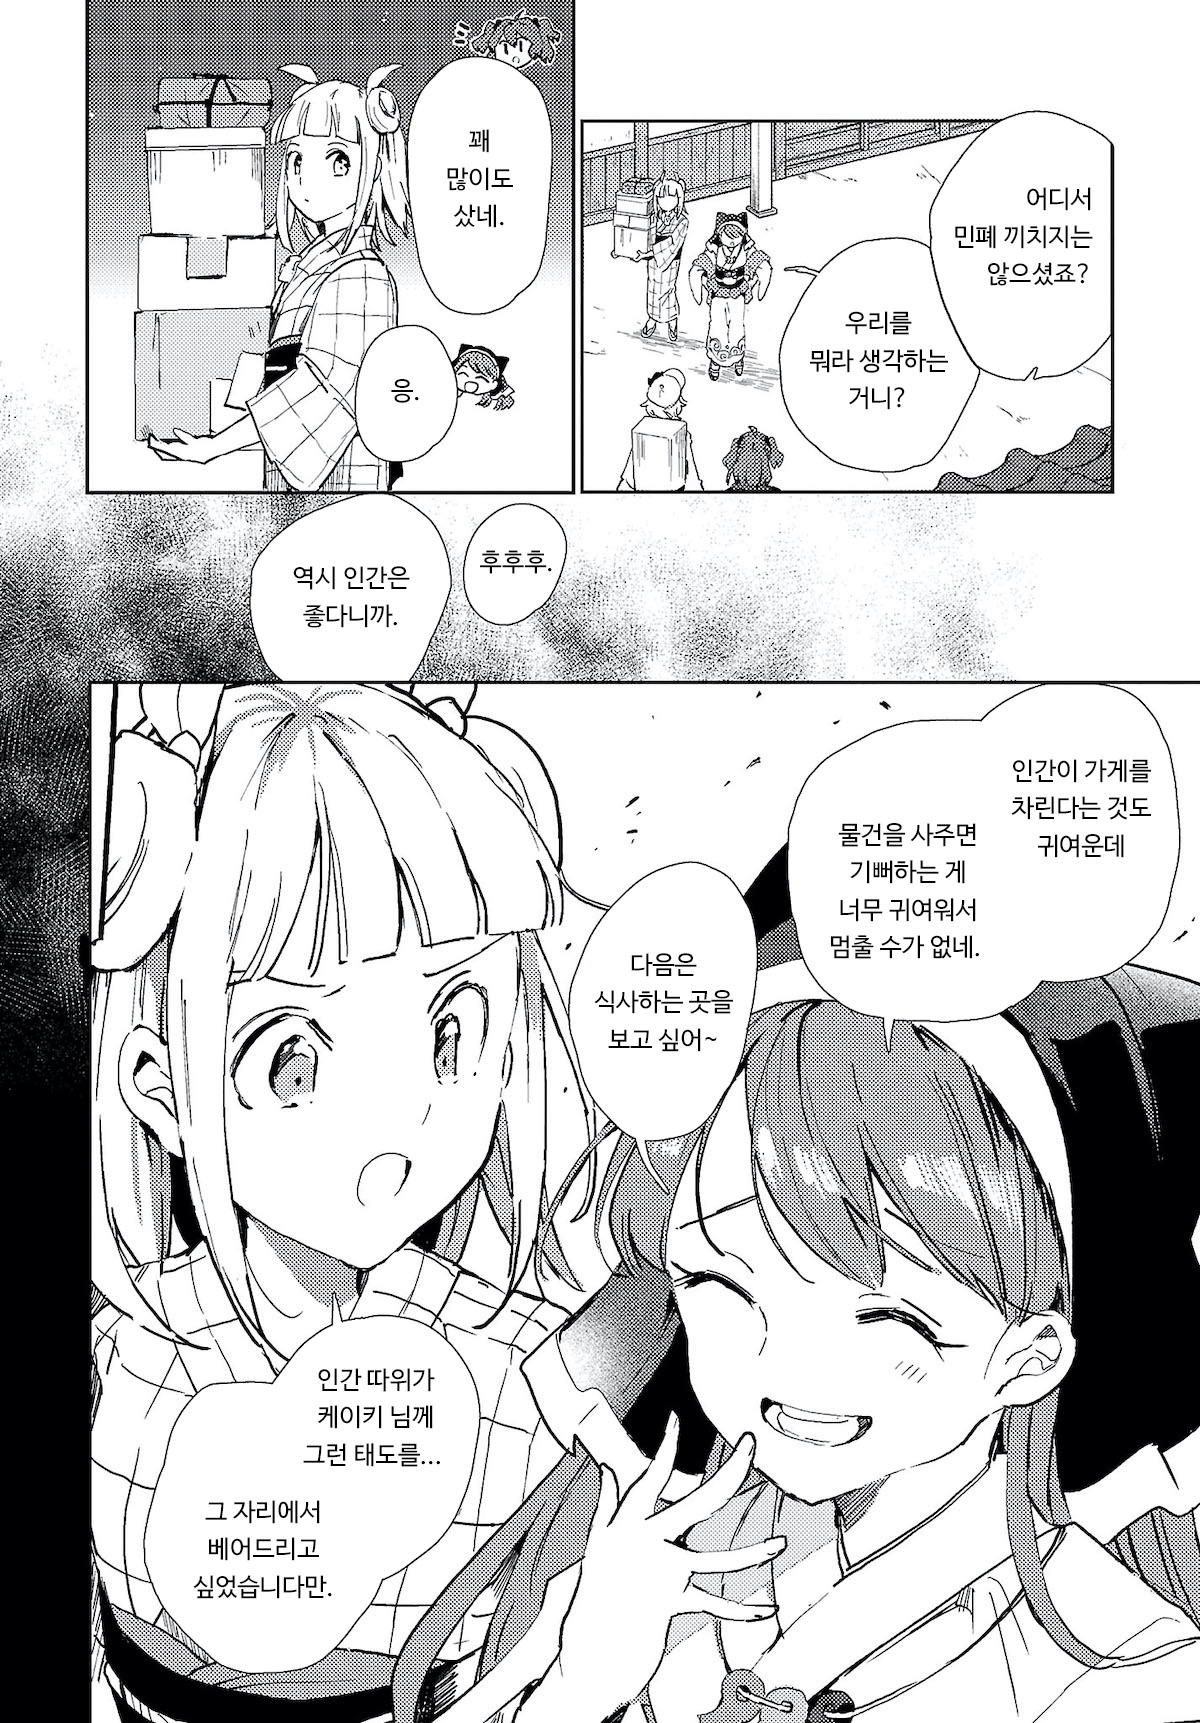 어디서
민폐 끼치지는
않으셨죠?
우리를
뭐라 생각하는
거니?
꽤
많이도
샀네.
응.
후후후.
역시 인간은
좋다니까.
인간이 가게를
차린다는 것도
귀여운데
물건을 사주면
기뻐하는 게
너무 귀여워서
멈출 수가 없네.
다음은
식사하는 곳을
보고 싶어~
인간 따위가
케이키 님께
그런 태도를...
그 자리에서
베어드리고
싶었습니다만.